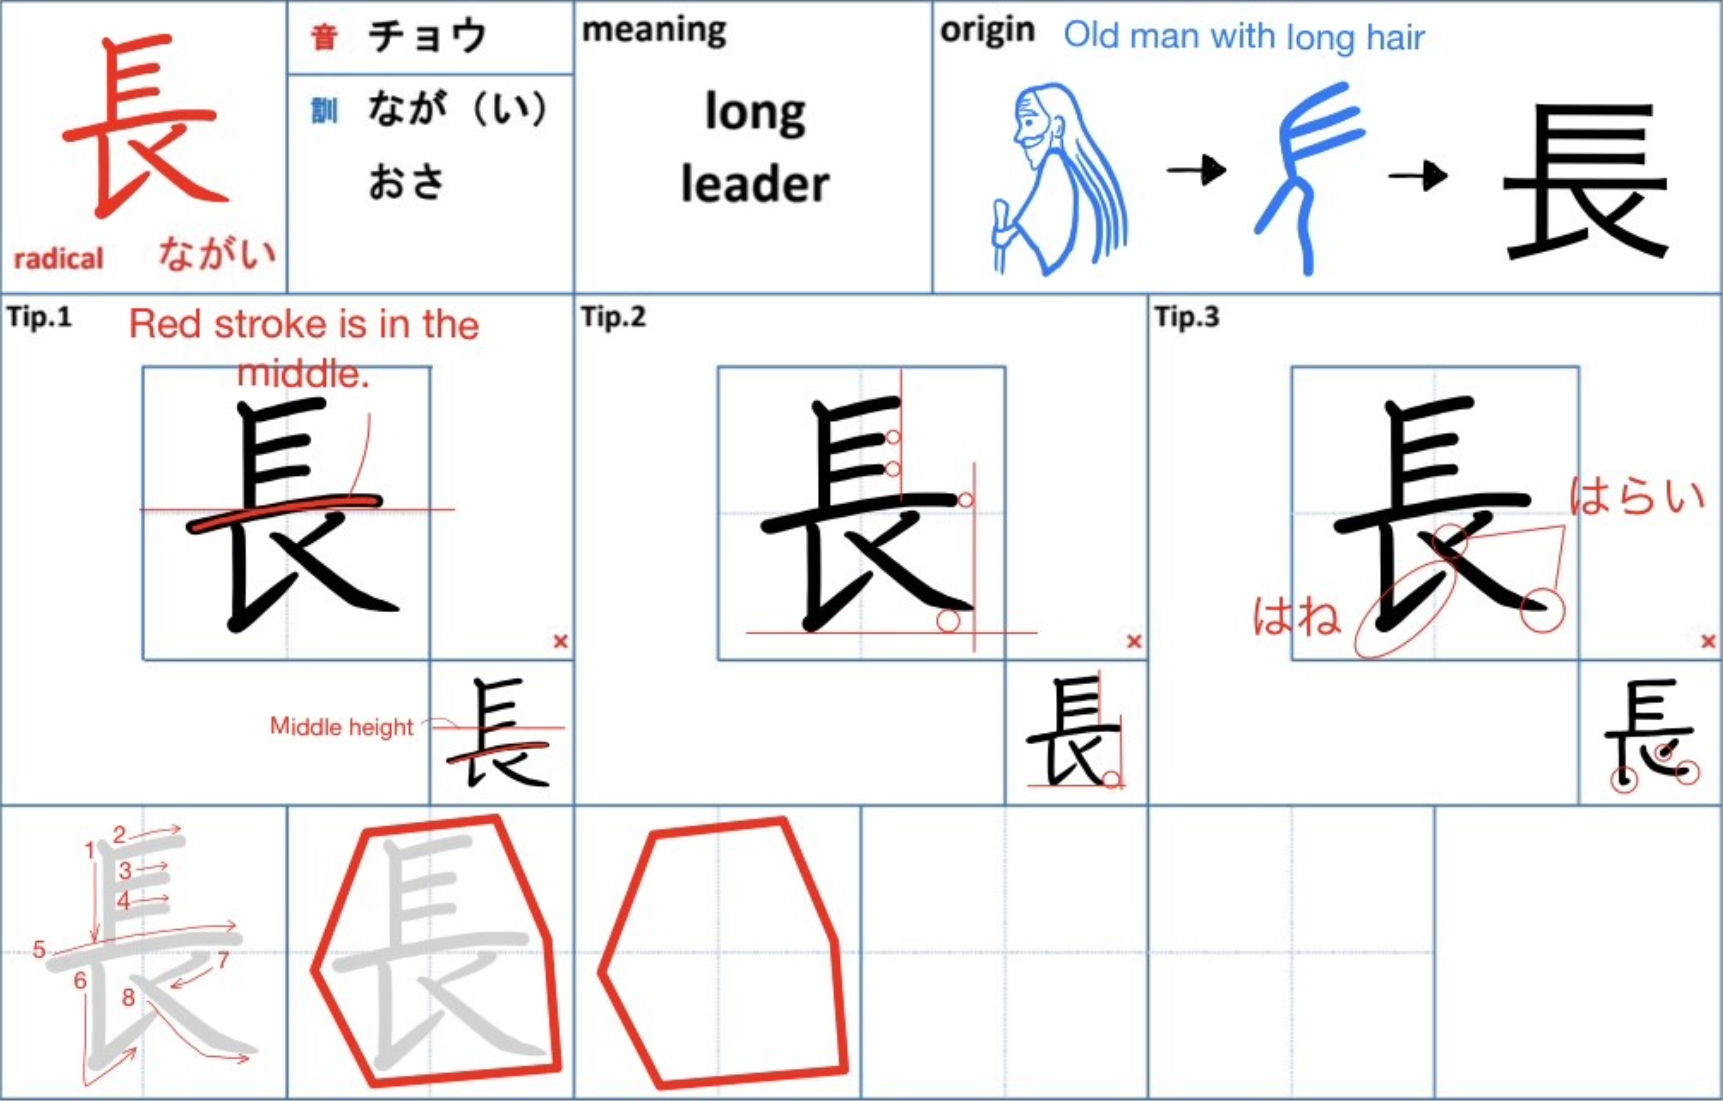 長
radical ながい
音 チョウ
訓 なが（い）
おさ
meaning
long
leader
origin Old man with long hair
長
Tip.1 Red stroke is in the
middle.
長
×
Middle height
長
Tip.2
長
×
長
Tip.3
長
はらい
はね
×
長
長
1
2
3
4
5
6
7
8
長